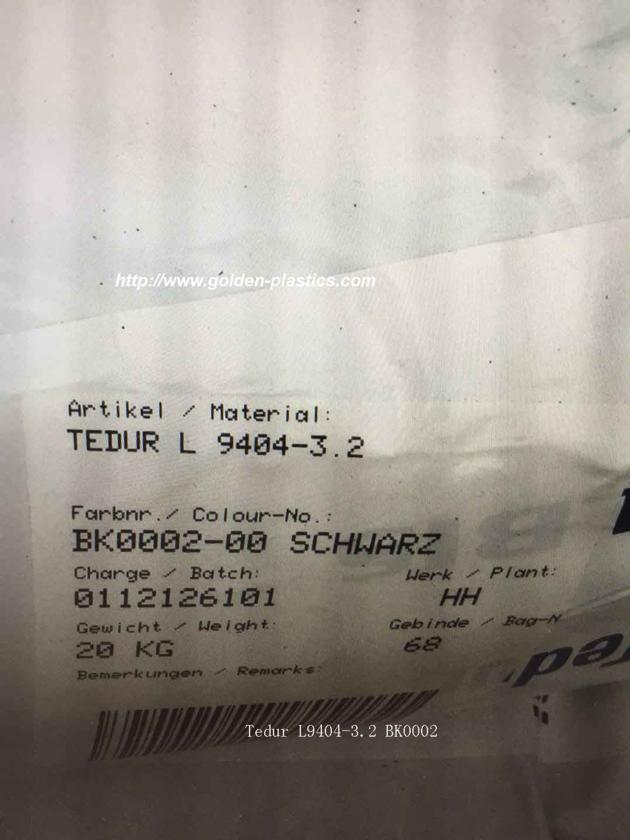 http://www.golden-plastics.com
Artikel / Material:
TEDUR L 9404-3.2
Farbnr./ Colour-No.:
BK0002-00 SCHWARZ
Charge / Batch:
Werk / Plant:
0112126101
HH
Gewicht / Weight:
Gebinde / Bag-N
20 KG
68
Bemerkungen / Remarks:
Tedur L9404-3.2 BK0002